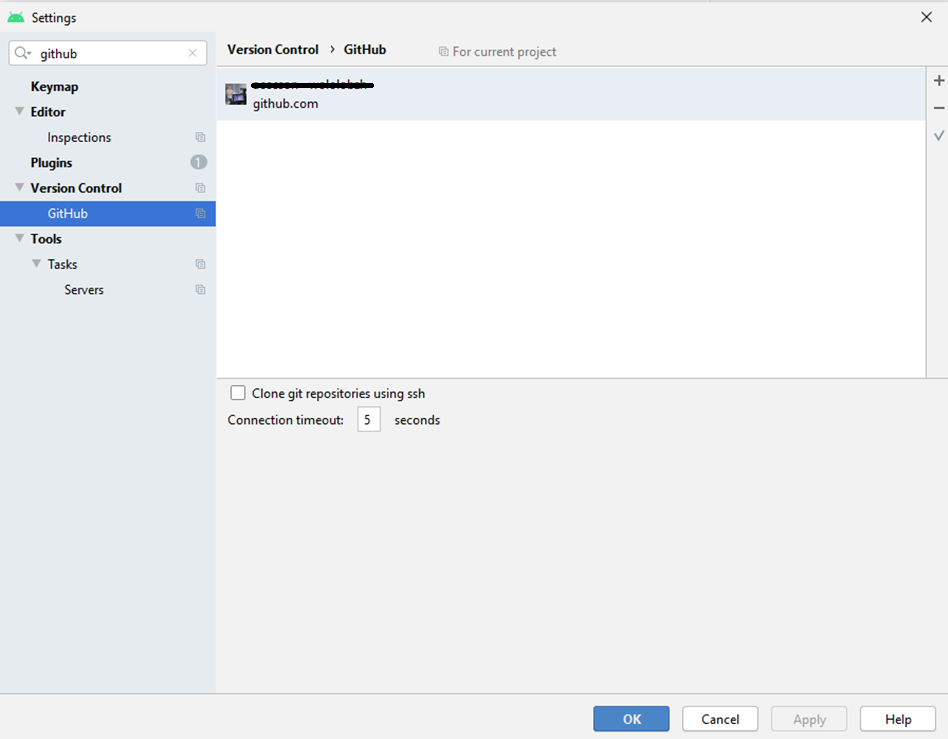 Settings
github
Version Control › GitHub
For current project
Keymap
Editor
Inspections
Plugins 1
Version Control
GitHub
Tools
Tasks
Servers
github.com
Clone git repositories using ssh
Connection timeout: 5 seconds
OK Cancel Apply Help